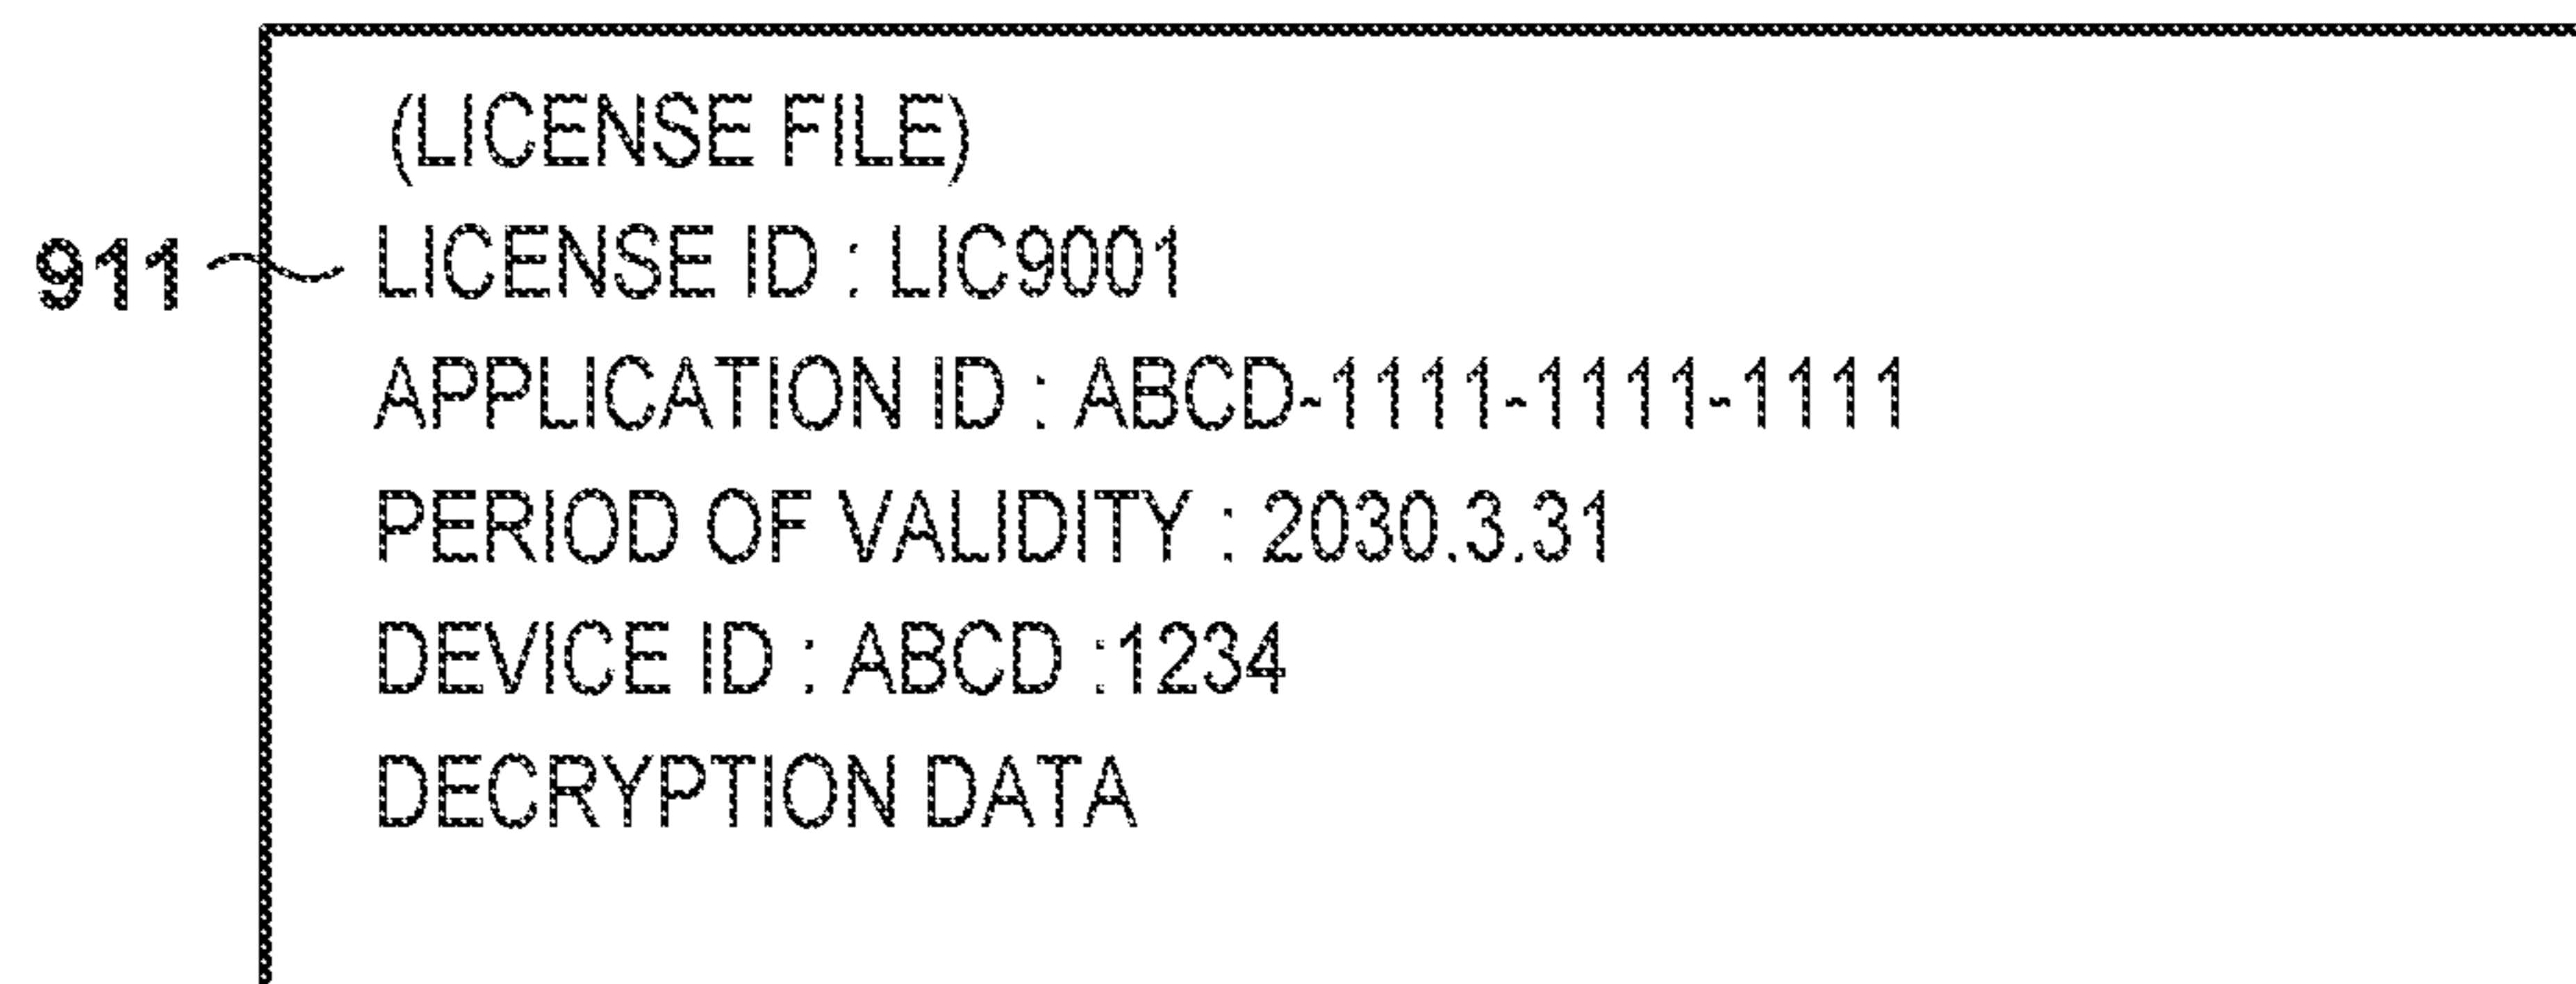 (LICENSE FILE)
911 LICENSE ID : LIC9001
APPLICATION ID : ABCD-1111-1111-1111
PERIOD OF VALIDITY : 2030.3.31
DEVICE ID : ABCD :1234
DECRYPTION DATA